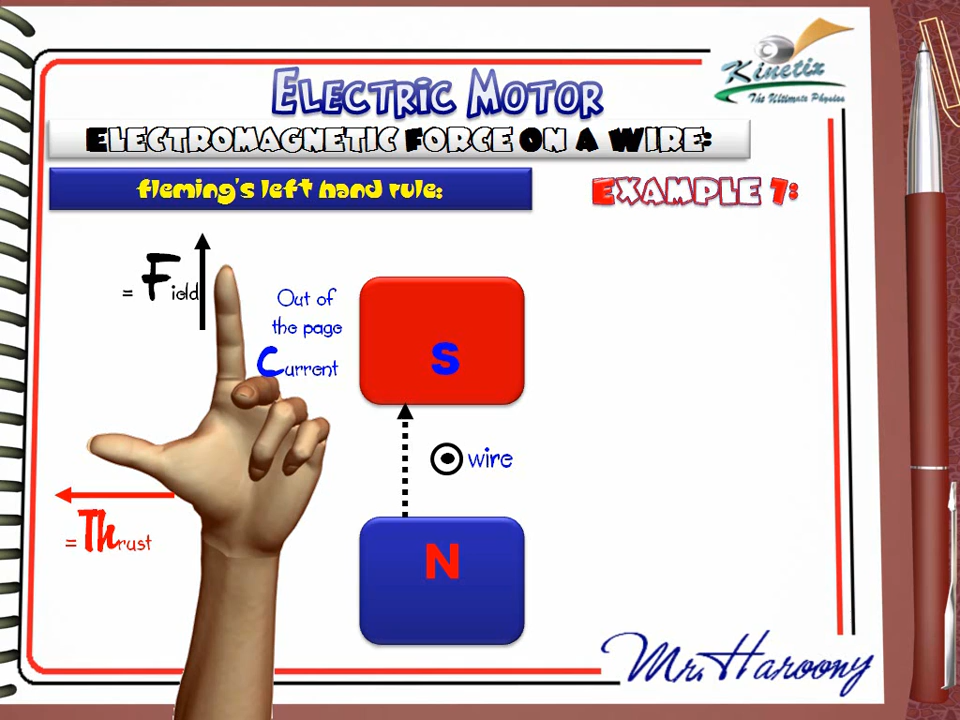 Kinetix
The Ultimate Physics
Electric Motor
Electromagnetic Force on a Wire:
fleming's left hand rule:
Example 7:
= Field
Out of
the page
Current
S
wire
= Thrust
N
Mr. Haroony